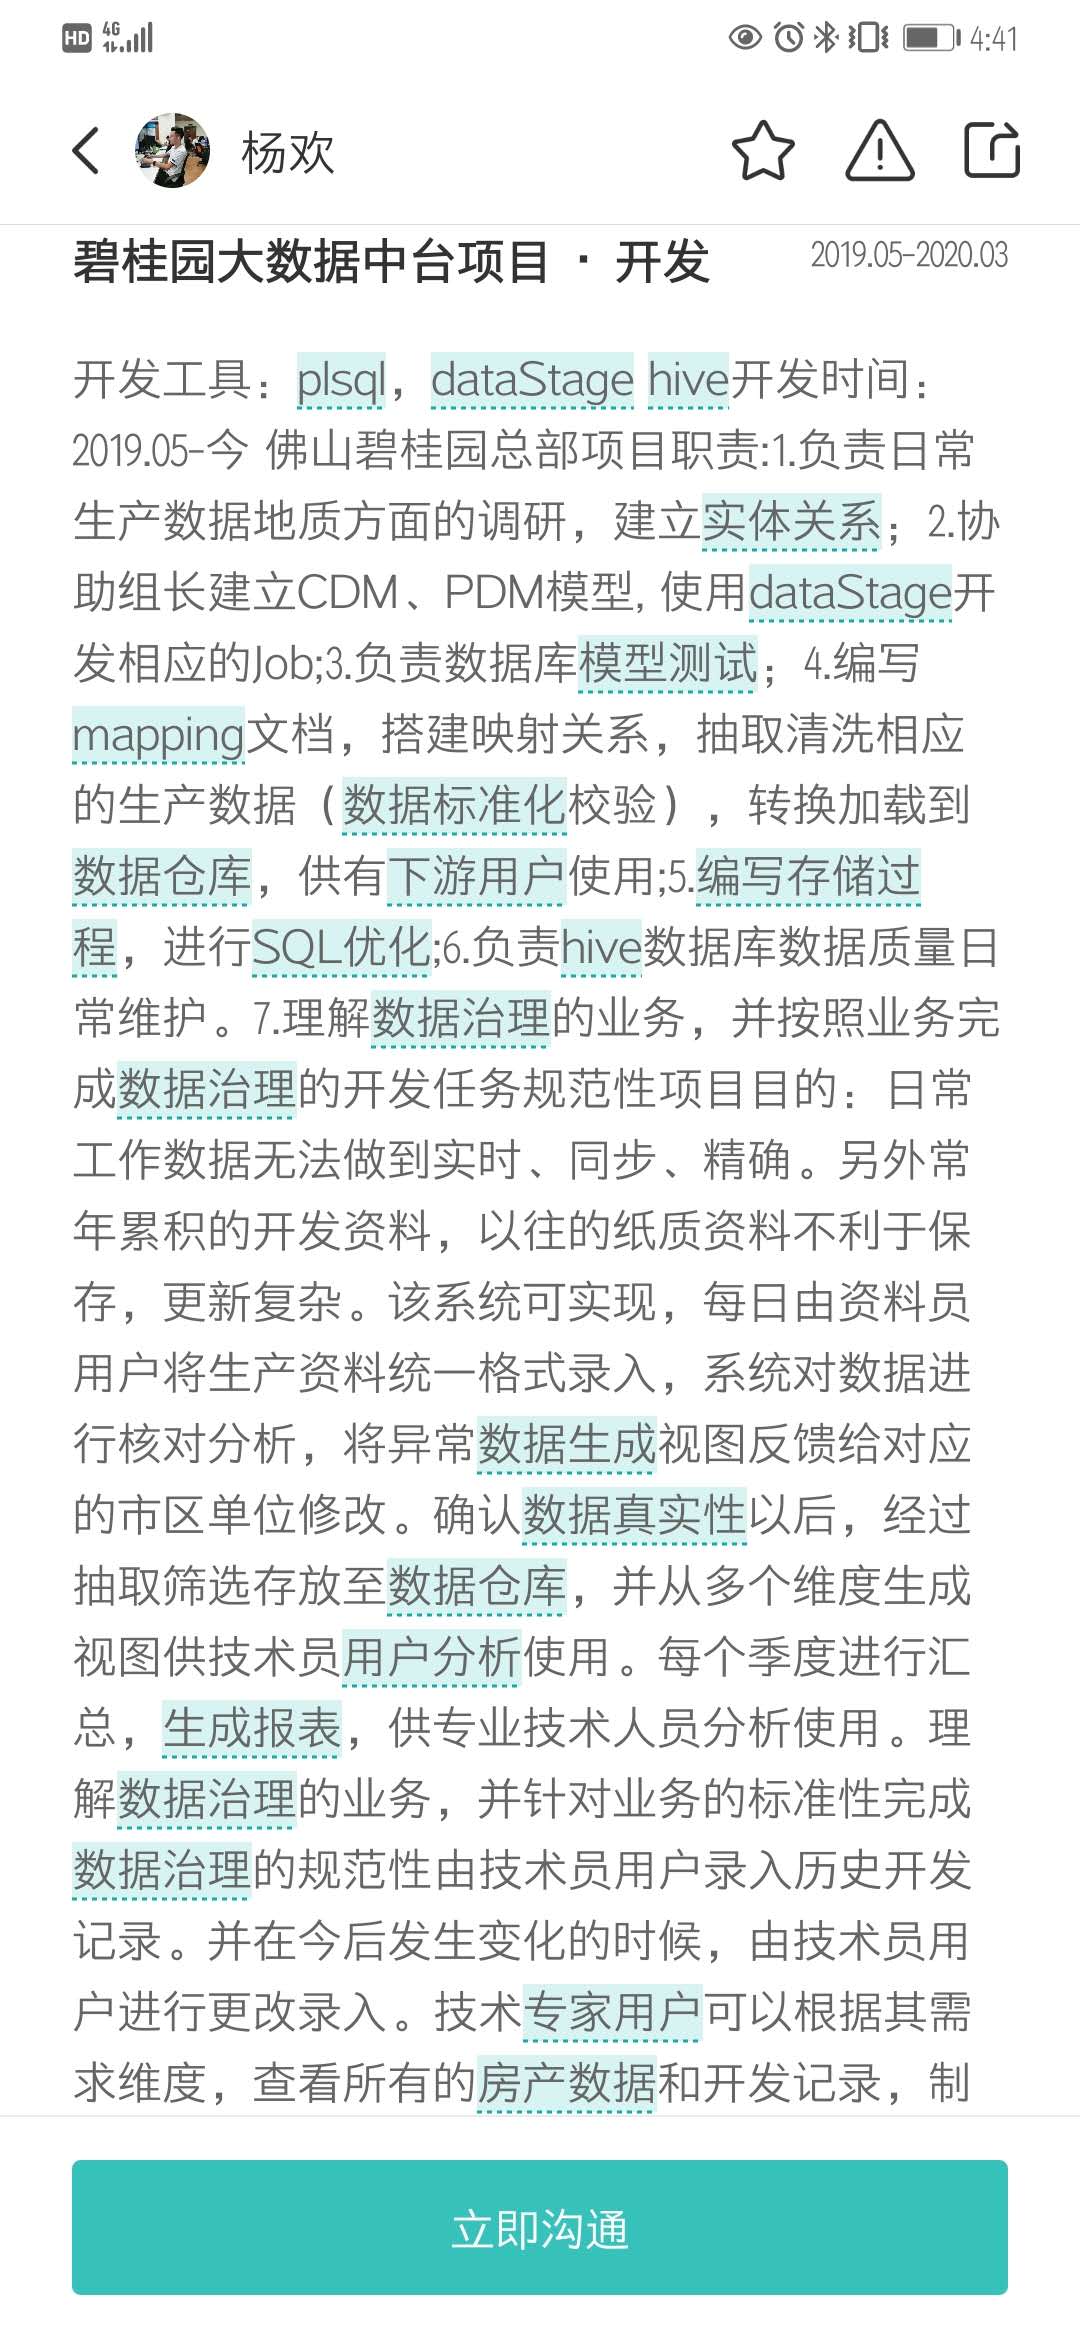 HD 4G 4:41
杨欢
碧桂园大数据中台项目 · 开发 2019.05-2020.03
开发工具：plsql，dataStage hive开发时间：
2019.05-今 佛山碧桂园总部项目职责:1.负责日常
生产数据地质方面的调研，建立实体关系；2.协
助组长建立CDM、PDM模型, 使用dataStage开
发相应的Job;3.负责数据库模型测试；4.编写
mapping文档，搭建映射关系，抽取清洗相应
的生产数据（数据标准化校验），转换加载到
数据仓库，供有下游用户使用;5.编写存储过
程，进行SQL优化;6.负责hive数据库数据质量日
常维护。7.理解数据治理的业务，并按照业务完
成数据治理的开发任务规范性项目目的：日常
工作数据无法做到实时、同步、精确。另外常
年累积的开发资料，以往的纸质资料不利于保
存，更新复杂。该系统可实现，每日由资料员
用户将生产资料统一格式录入，系统对数据进
行核对分析，将异常数据生成视图反馈给对应
的市区单位修改。确认数据真实性以后，经过
抽取筛选存放至数据仓库，并从多个维度生成
视图供技术员用户分析使用。每个季度进行汇
总，生成报表，供专业技术人员分析使用。理
解数据治理的业务，并针对业务的标准性完成
数据治理的规范性由技术员用户录入历史开发
记录。并在今后发生变化的时候，由技术员用
户进行更改录入。技术专家用户可以根据其需
求维度，查看所有的房产数据和开发记录，制
立即沟通